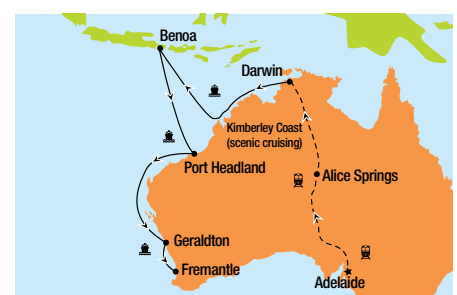 Benoa
Darwin
Kimberley Coast
(scenic cruising)
Port Headland
Alice Springs
Geraldton
Fremantle
Adelaide